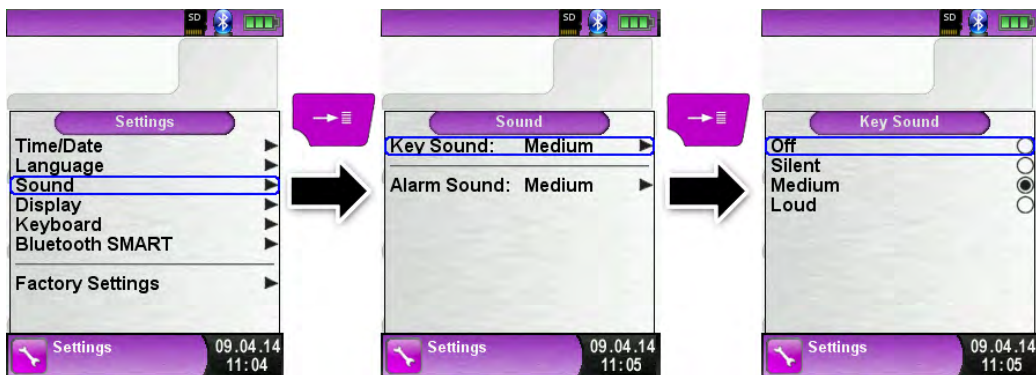 SD
Settings
Time/Date
Language
Sound
Display
Keyboard
Bluetooth SMART
Factory Settings
Settings
09.04.14
11:04
SD
Sound
Key Sound: Medium
Alarm Sound: Medium
Settings
09.04.14
11:05
SD
Key Sound
Off
Silent
Medium
Loud
Settings
09.04.14
11:05